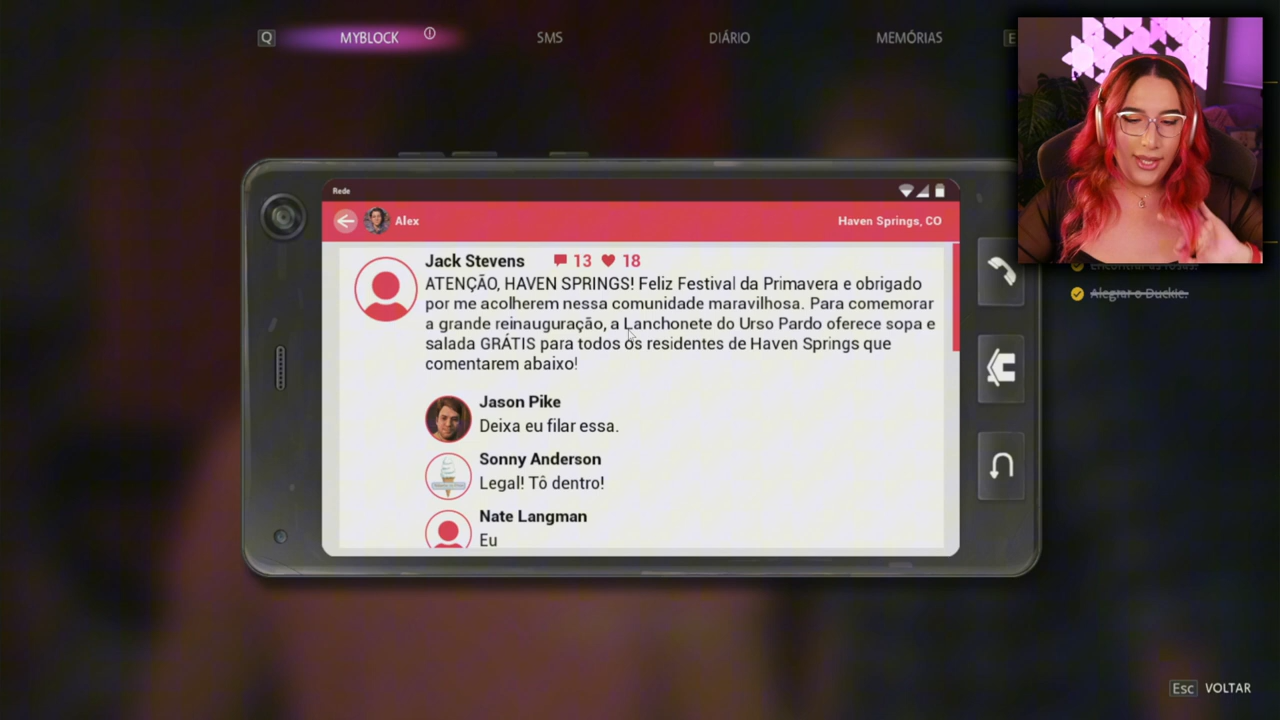 Q MYBLOCK SMS DIÁRIO MEMÓRIAS E
Rede
Alex Haven Springs, CO
Jack Stevens 13 18
ATENÇÃO, HAVEN SPRINGS! Feliz Festival da Primavera e obrigado
por me acolherem nessa comunidade maravilhosa. Para comemorar
a grande reinauguração, a Lanchonete do Urso Pardo oferece sopa e
salada GRÁTIS para todos os residentes de Haven Springs que
comentarem abaixo!
Jason Pike
Deixa eu filar essa.
Sonny Anderson
Legal! Tô dentro!
Nate Langman
Eu
Encontrar as rosas.
Alegrar o Duckie.
Esc VOLTAR